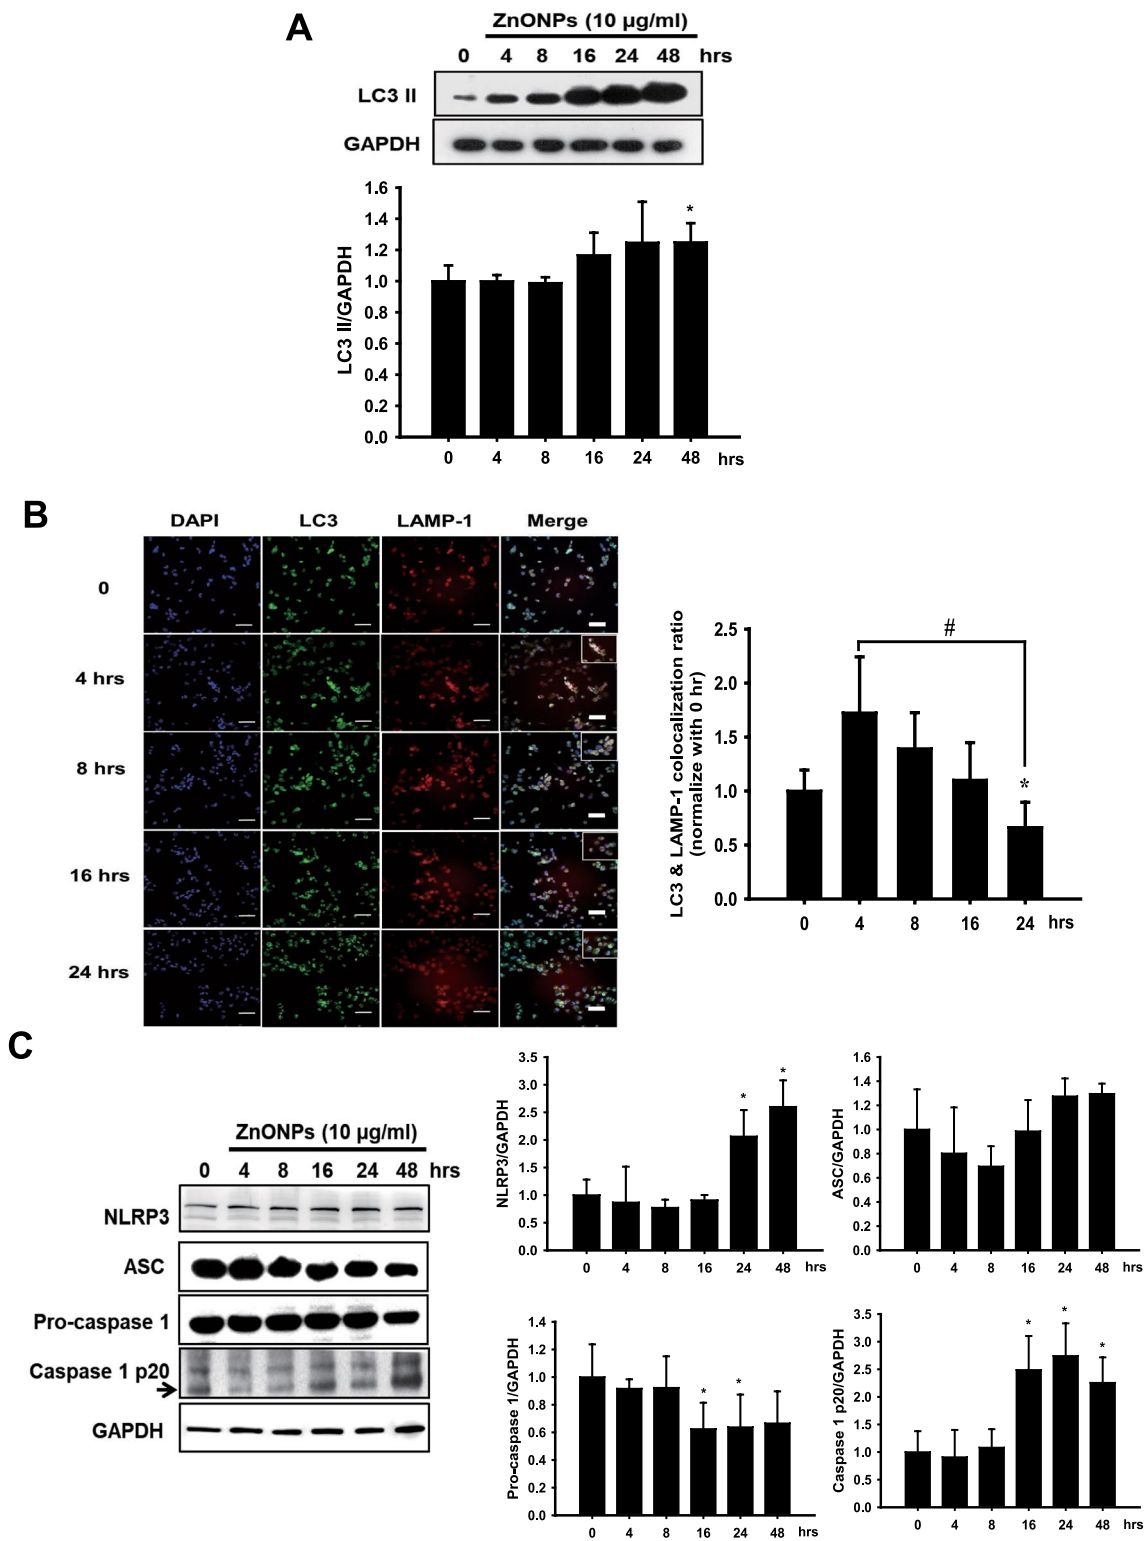 A
ZnONPs (10 µg/ml)
0 4 8 16 24 48 hrs
LC3 II
GAPDH
LC3 II/GAPDH
1.6
1.4
1.2
1.0
0.8
0.6
0.4
0.2
0.0
0 4 8 16 24 48 hrs
*
B
DAPI LC3 LAMP-1 Merge
0
4 hrs
8 hrs
16 hrs
24 hrs
LC3 & LAMP-1 colocalization ratio
(normalize with 0 hr)
2.5
2.0
1.5
1.0
0.5
0.0
#
*
0 4 8 16 24 hrs
C
ZnONPs (10 µg/ml)
0 4 8 16 24 48 hrs
NLRP3
ASC
Pro-caspase 1
Caspase 1 p20
GAPDH
NLRP3/GAPDH
3.5
3.0
2.5
2.0
1.5
1.0
0.5
0.0
* *
0 4 8 16 24 48 hrs
ASC/GAPDH
1.6
1.4
1.2
1.0
0.8
0.6
0.4
0.2
0.0
0 4 8 16 24 48 hrs
Pro-caspase 1/GAPDH
1.4
1.2
1.0
0.8
0.6
0.4
0.2
0.0
* *
0 4 8 16 24 48 hrs
Caspase 1 p20/GAPDH
3.5
3.0
2.5
2.0
1.5
1.0
0.5
0.0
* * *
0 4 8 16 24 48 hrs